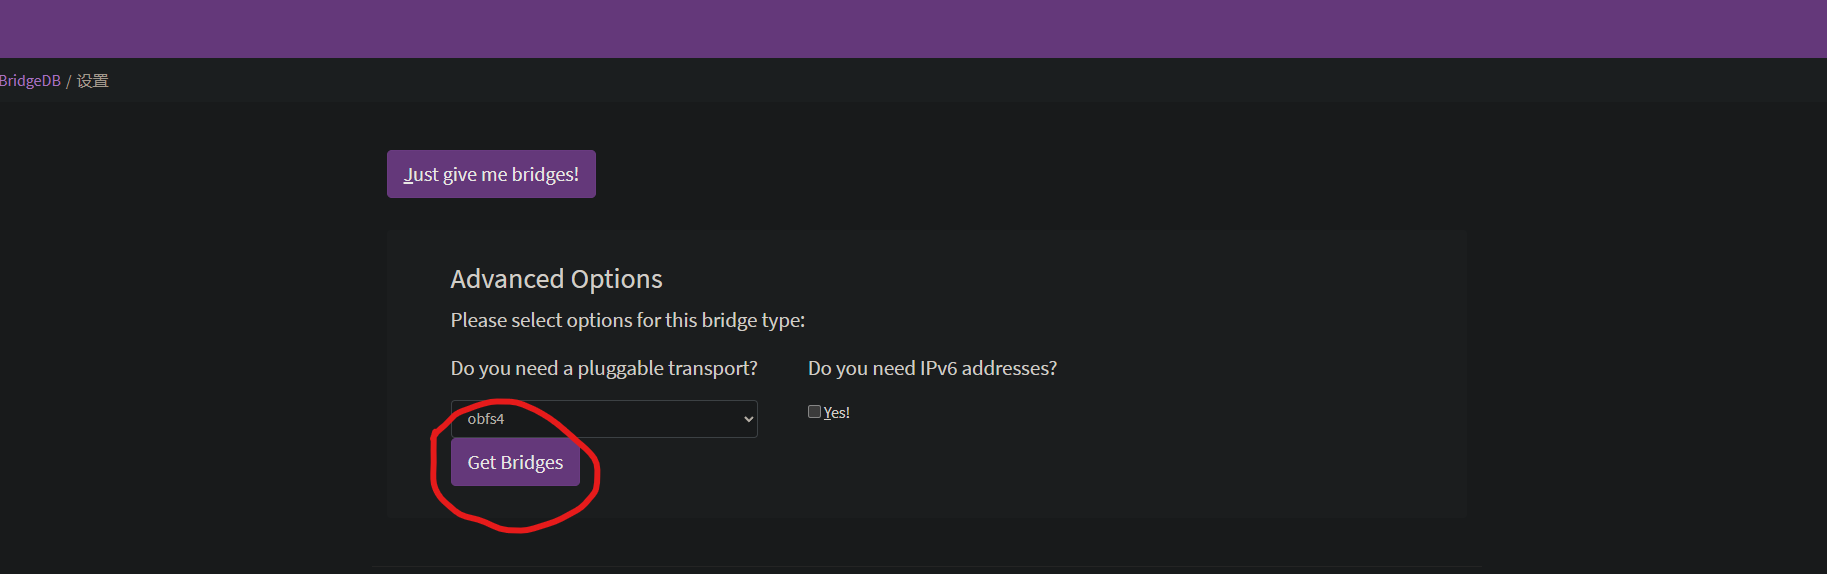 BridgeDB / 设置
Just give me bridges!
Advanced Options
Please select options for this bridge type:
Do you need a pluggable transport?
Do you need IPv6 addresses?
obfs4
Yes!
Get Bridges